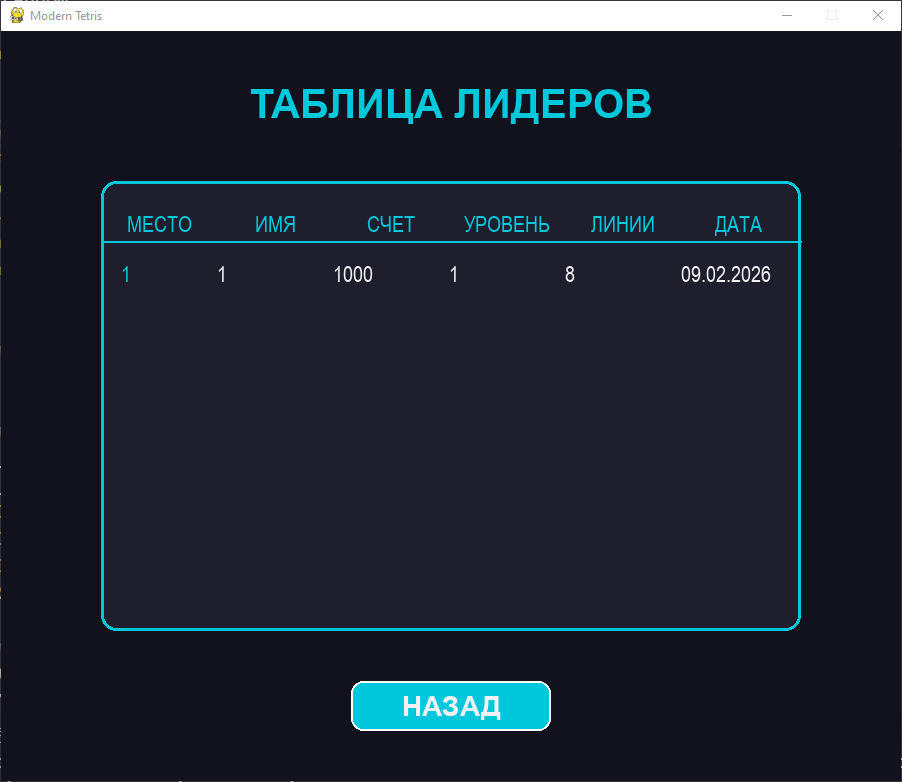 Modern Tetris
ТАБЛИЦА ЛИДЕРОВ
МЕСТО ИМЯ СЧЕТ УРОВЕНЬ ЛИНИИ ДАТА
1 1 1000 1 8 09.02.2026
НАЗАД